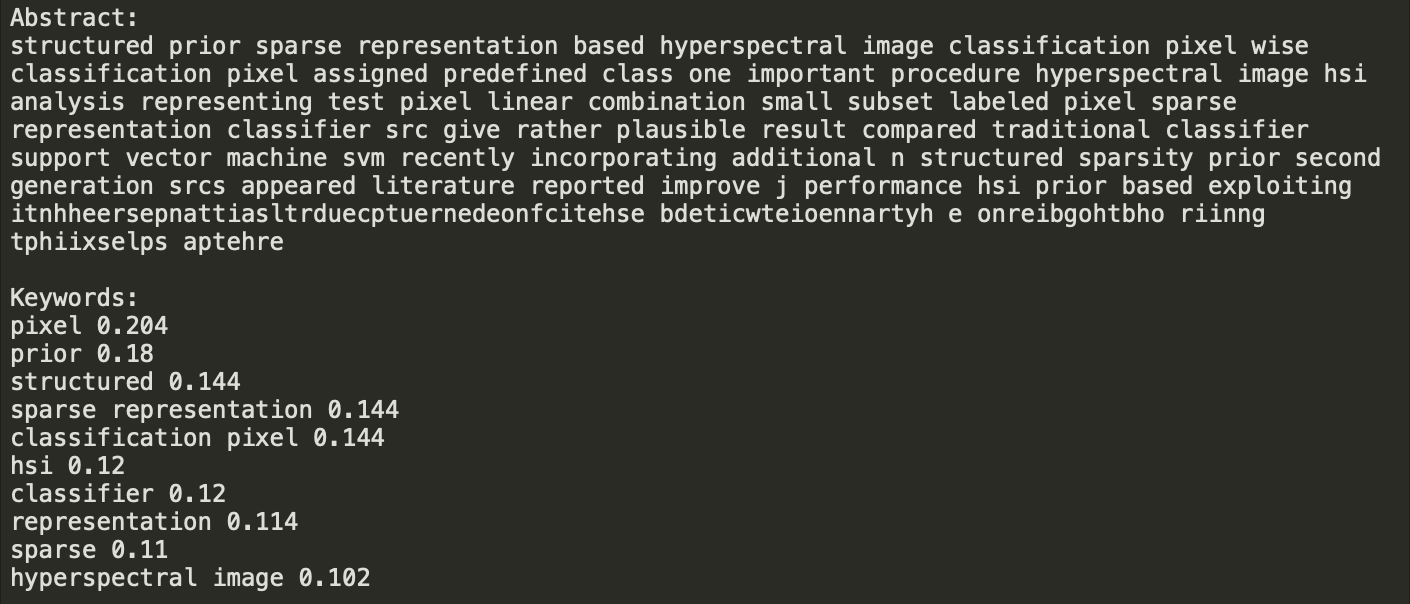 Abstract:
structured prior sparse representation based hyperspectral image classification pixel wise
classification pixel assigned predefined class one important procedure hyperspectral image hsi
analysis representing test pixel linear combination small subset labeled pixel sparse
representation classifier src give rather plausible result compared traditional classifier
support vector machine svm recently incorporating additional n structured sparsity prior second
generation srcs appeared literature reported improve j performance hsi prior based exploiting
itnhheersepnattiasltrduecptuernedeonfcitehse bdeticwteioennartyh e onreibgohtbho riinng
tphiixselps aptehre

Keywords:
pixel 0.204
prior 0.18
structured 0.144
sparse representation 0.144
classification pixel 0.144
hsi 0.12
classifier 0.12
representation 0.114
sparse 0.11
hyperspectral image 0.102